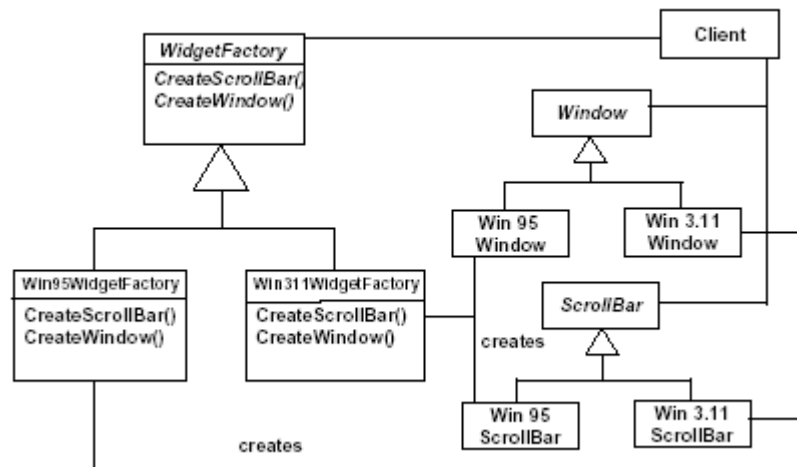 WidgetFactory
CreateScrollBar()
CreateWindow()
Client
Window
Win 95
Window
Win 3.11
Window
Win95WidgetFactory
CreateScrollBar()
CreateWindow()
Win311WidgetFactory
CreateScrollBar()
CreateWindow()
ScrollBar
creates
Win 95
ScrollBar
Win 3.11
ScrollBar
creates